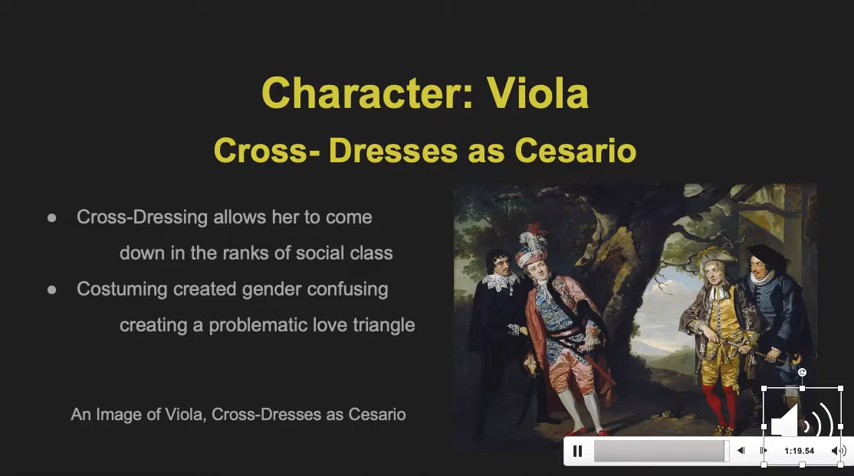 Character: Viola
Cross- Dresses as Cesario
● Cross-Dressing allows her to come
down in the ranks of social class
● Costuming created gender confusing
creating a problematic love triangle
An Image of Viola, Cross-Dresses as Cesario
1:19.54